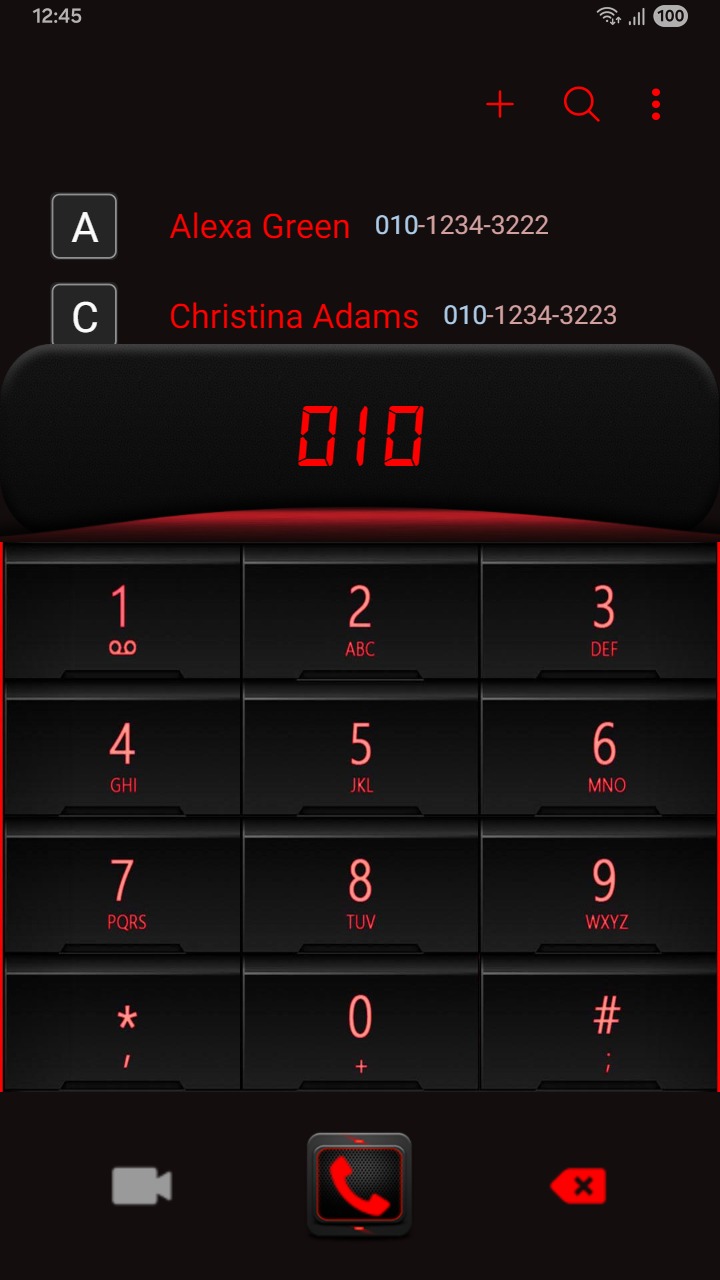 12:45 100
A Alexa Green 010-1234-3222
C Christina Adams 010-1234-3223
010
1 2 3
ABC DEF
4 5 6
GHI JKL MNO
7 8 9
PQRS TUV WXYZ
* 0 #
, + ;